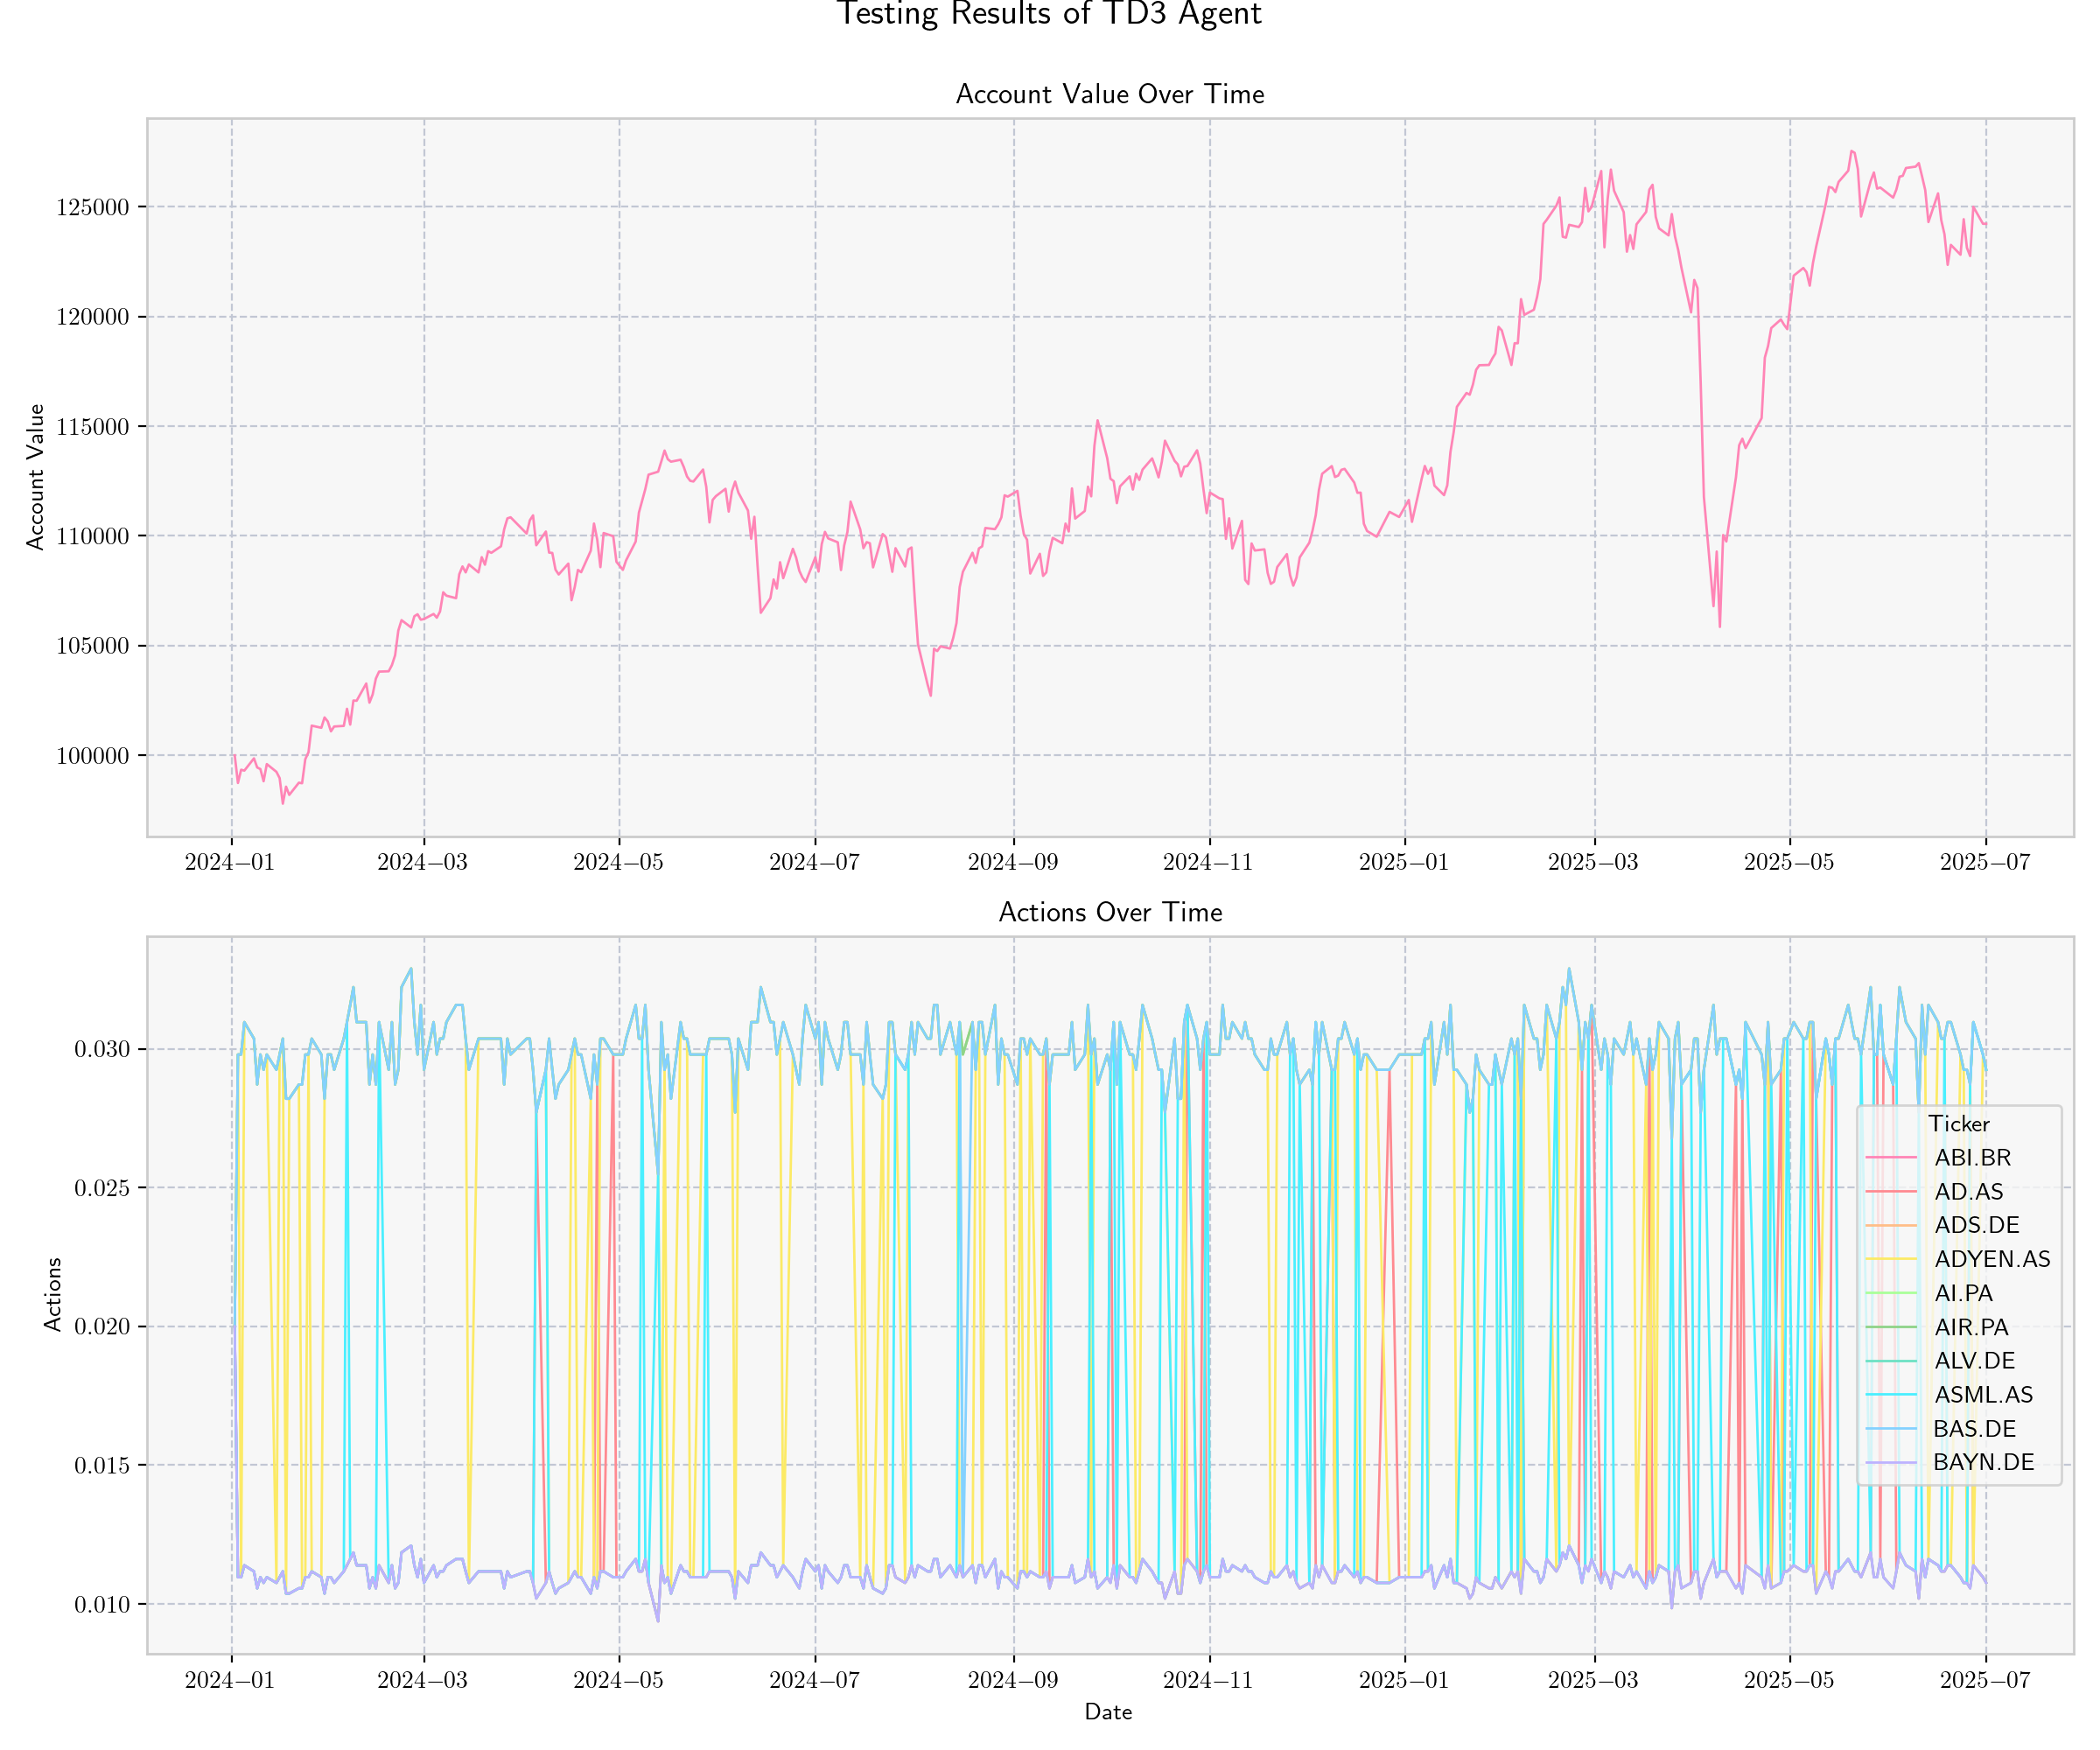 Testing Results of TD3 Agent
Account Value Over Time
Account Value
125000
120000
115000
110000
105000
100000
2024−01 2024−03 2024−05 2024−07 2024−09 2024−11 2025−01 2025−03 2025−05 2025−07
Actions Over Time
Actions
0.030
0.025
0.020
0.015
0.010
Ticker
ABI.BR
AD.AS
ADS.DE
ADYEN.AS
AI.PA
AIR.PA
ALV.DE
ASML.AS
BAS.DE
BAYN.DE
2024−01 2024−03 2024−05 2024−07 2024−09 2024−11 2025−01 2025−03 2025−05 2025−07
Date